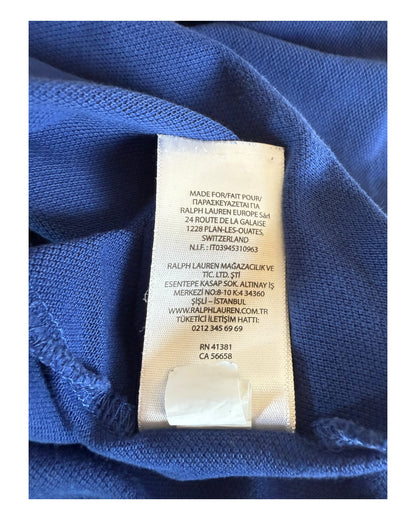 MADE FOR/FAIT POUR/
ΠΑΡΑΣΚΕΥΑΖΕΤΑΙ ΓΙΑ
RALPH LAUREN EUROPE Sàrl
24 ROUTE DE LA GALAISE
1228 PLAN-LES-OUATES,
SWITZERLAND
N.I.F. : IT03945310963
RALPH LAUREN MAĞAZACILIK VE
TİC. LTD. ŞTİ
ESENTEPE KASAP SOK. ALTINAY İŞ
MERKEZİ NO:8-10 K:4 34360
ŞİŞLİ – İSTANBUL
WWW.RALPHLAUREN.COM.TR
TÜKETİCİ İLETİŞİM HATTI:
0212 345 69 69
RN 41381
CA 56658